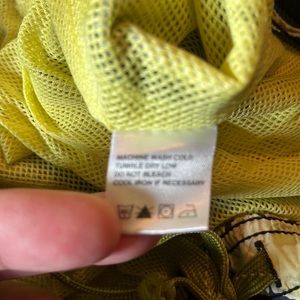 MACHINE WASH COLD
TUMBLE DRY LOW
DO NOT BLEACH
COOL IRON IF NECESSARY